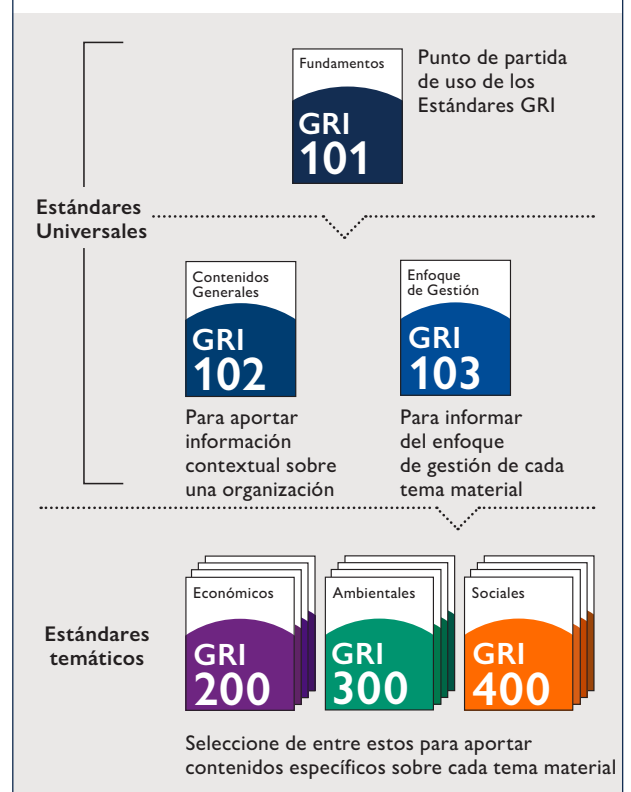 Fundamentos
GRI
101
Punto de partida
de uso de los
Estándares GRI
Estándares
Universales
Contenidos
Generales
GRI
102
Para aportar
información
contextual sobre
una organización
Enfoque
de Gestión
GRI
103
Para informar
del enfoque
de gestión de cada
tema material
Estándares
temáticos
Económicos
GRI
200
Ambientales
GRI
300
Sociales
GRI
400
Seleccione de entre estos para aportar
contenidos específicos sobre cada tema material